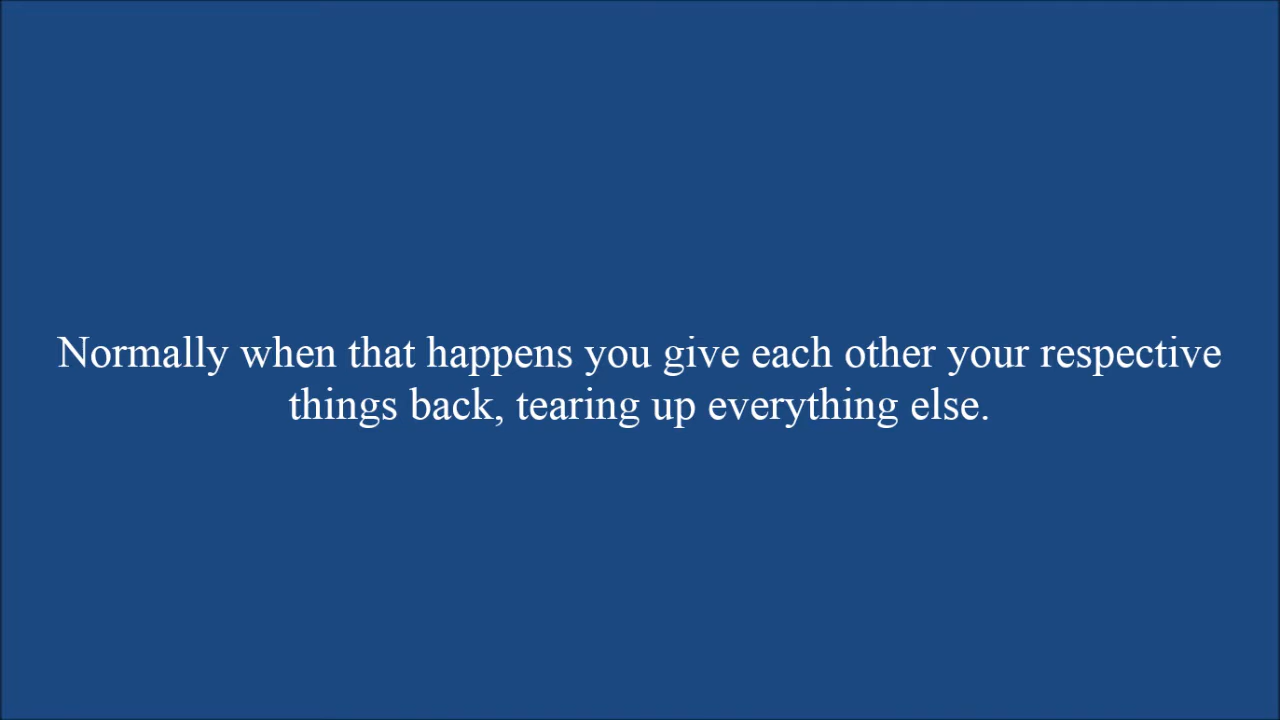 Normally when that happens you give each other your respective
things back, tearing up everything else.